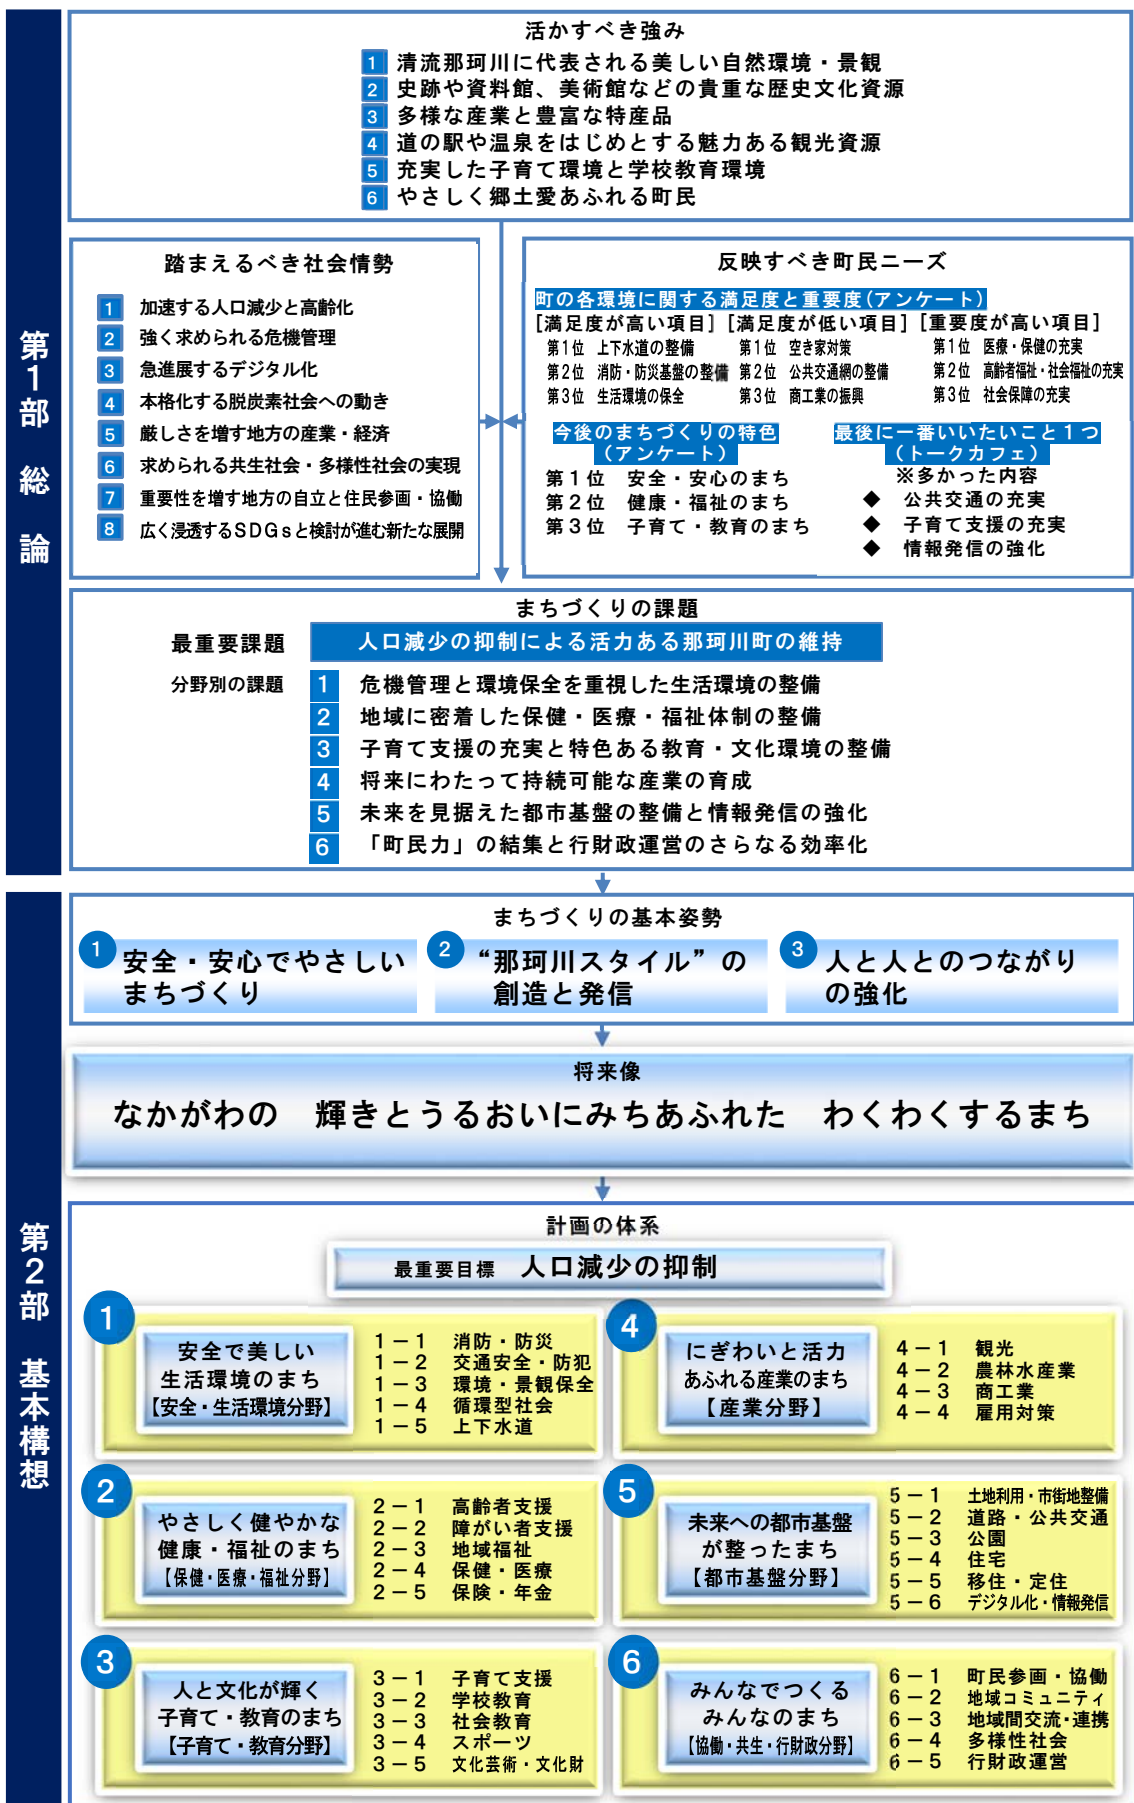 第1部 総論
活かすべき強み
1 清流那珂川に代表される美しい自然環境・景観
2 史跡や資料館、美術館などの貴重な歴史文化資源
3 多様な産業と豊富な特産品
4 道の駅や温泉をはじめとする魅力ある観光資源
5 充実した子育て環境と学校教育環境
6 やさしく郷土愛あふれる町民
踏まえるべき社会情勢
1 加速する人口減少と高齢化
2 強く求められる危機管理
3 急進展するデジタル化
4 本格化する脱炭素社会への動き
5 厳しさを増す地方の産業・経済
6 求められる共生社会・多様性社会の実現
7 重要性を増す地方の自立と住民参画・協働
8 広く浸透するSDGsと検討が進む新たな展開
反映すべき町民ニーズ
町の各環境に関する満足度と重要度(アンケート)
[満足度が高い項目] [満足度が低い項目] [重要度が高い項目]
第1位 上下水道の整備 第1位 空き家対策 第1位 医療・保健の充実
第2位 消防・防災基盤の整備 第2位 公共交通網の整備 第2位 高齢者福祉・社会福祉の充実
第3位 生活環境の保全 第3位 商工業の振興 第3位 社会保障の充実
今後のまちづくりの特色
(アンケート)
第1位 安全・安心のまち
第2位 健康・福祉のまち
第3位 子育て・教育のまち
最後に一番いいたいこと1つ
(トークカフェ)
※多かった内容
◆ 公共交通の充実
◆ 子育て支援の充実
◆ 情報発信の強化
まちづくりの課題
最重要課題 人口減少の抑制による活力ある那珂川町の維持
分野別の課題 1 危機管理と環境保全を重視した生活環境の整備
2 地域に密着した保健・医療・福祉体制の整備
3 子育て支援の充実と特色ある教育・文化環境の整備
4 将来にわたって持続可能な産業の育成
5 未来を見据えた都市基盤の整備と情報発信の強化
6 「町民力」の結集と行財政運営のさらなる効率化
第2部 基本構想
まちづくりの基本姿勢
1 安全・安心でやさしい
まちづくり
2 “那珂川スタイル”の
創造と発信
3 人と人とのつながり
の強化
将来像
なかがわの 輝きとうるおいにみちあふれた わくわくするまち
計画の体系
最重要目標 人口減少の抑制
1
安全で美しい
生活環境のまち
【安全・生活環境分野】
1-1 消防・防災
1-2 交通安全・防犯
1-3 環境・景観保全
1-4 循環型社会
1-5 上下水道
2
やさしく健やかな
健康・福祉のまち
【保健・医療・福祉分野】
2-1 高齢者支援
2-2 障がい者支援
2-3 地域福祉
2-4 保健・医療
2-5 保険・年金
3
人と文化が輝く
子育て・教育のまち
【子育て・教育分野】
3-1 子育て支援
3-2 学校教育
3-3 社会教育
3-4 スポーツ
3-5 文化芸術・文化財
4
にぎわいと活力
あふれる産業のまち
【産業分野】
4-1 観光
4-2 農林水産業
4-3 商工業
4-4 雇用対策
5
未来への都市基盤
が整ったまち
【都市基盤分野】
5-1 土地利用・市街地整備
5-2 道路・公共交通
5-3 公園
5-4 住宅
5-5 移住・定住
5-6 デジタル化・情報発信
6
みんなでつくる
みんなのまち
【協働・共生・行財政分野】
6-1 町民参画・協働
6-2 地域コミュニティ
6-3 地域間交流・連携
6-4 多様性社会
6-5 行財政運営